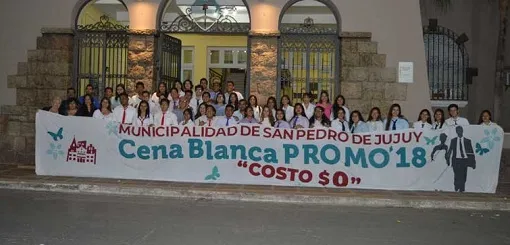 MUNICIPALIDAD DE SAN PEDRO DE JUJUY
Cena Blanca PROMO'18
"COSTO $0"